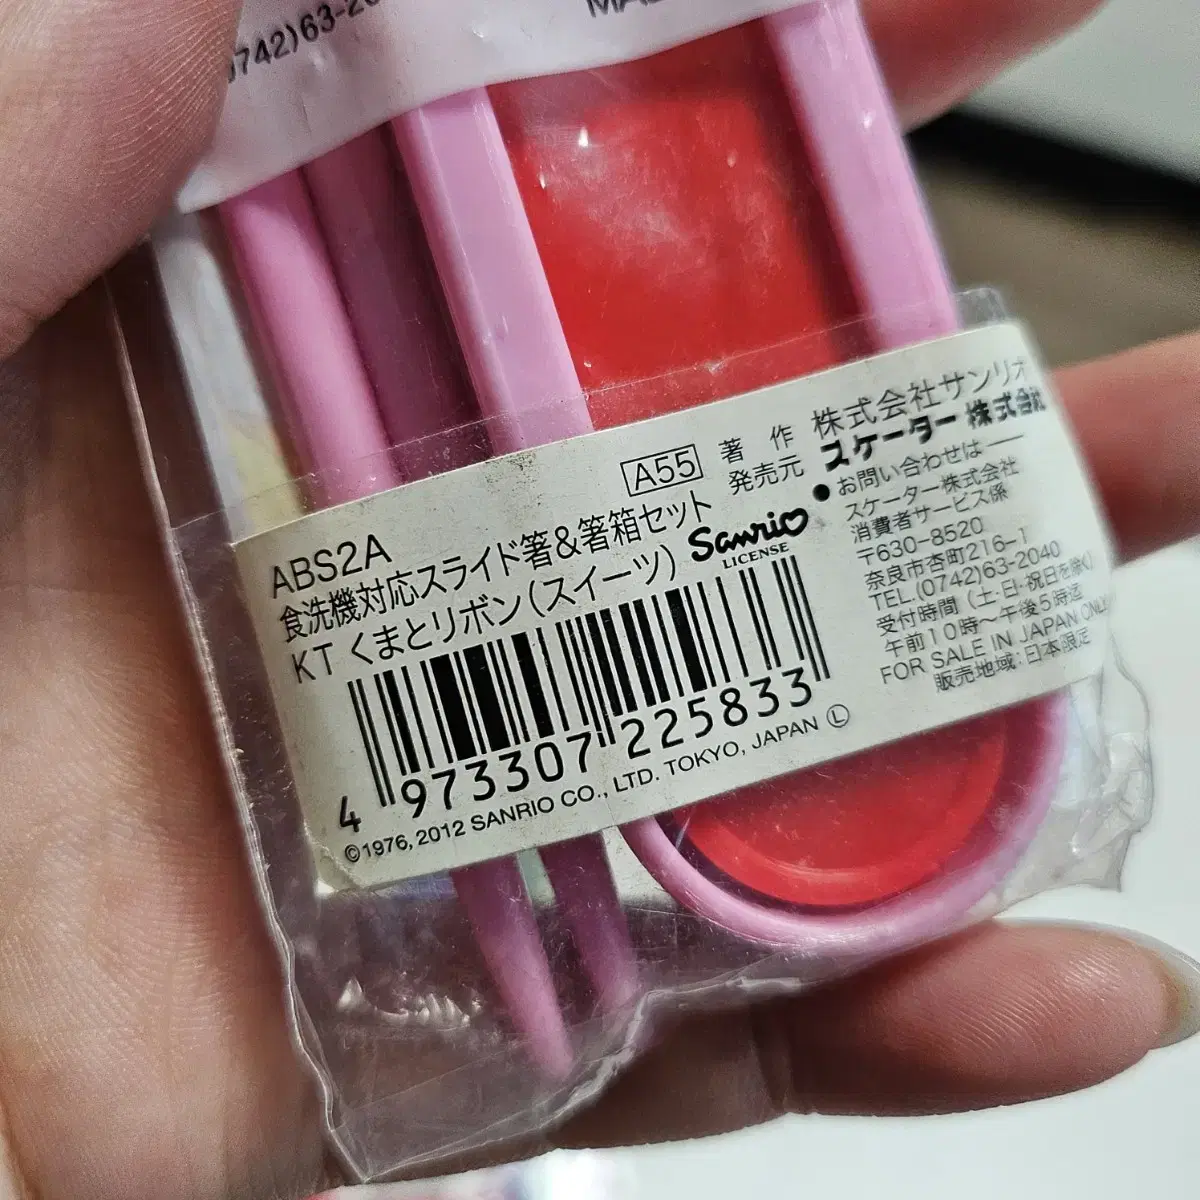 742)63-20
ABS2A
A55
食洗機対応スライド箸&箸箱セット
KT くまとリボン(スイーツ)
Sanrio
LICENSE
4 973307 225833
©1976, 2012 SANRIO CO., LTD. TOKYO, JAPAN Ⓛ
著作 株式会社サンリオ
発売元 スケーター株式会社
●お問い合わせは
スケーター株式会社
消費者サービス係
〒630-8520
奈良市杏町216-1
TEL.(0742)63-2040
受付時間(土・日・祝日を除く)
午前10時〜午後5時迄
FOR SALE IN JAPAN ONLY
販売地域:日本限定